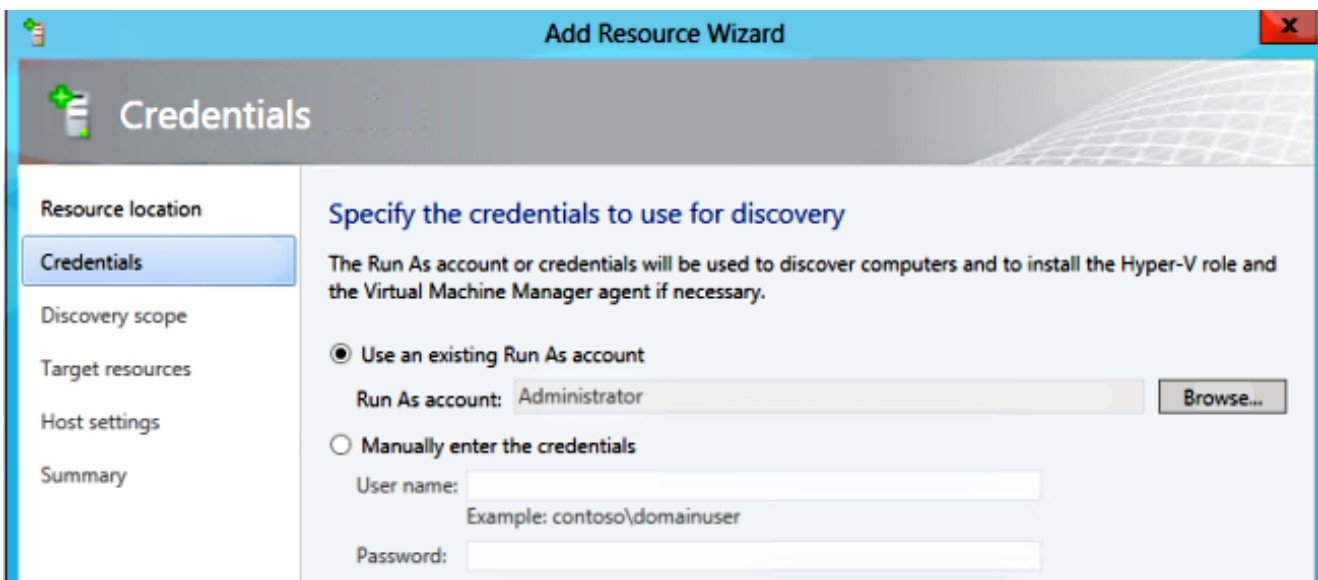 Add Resource Wizard
x
Credentials
Resource location
Credentials
Discovery scope
Target resources
Host settings
Summary
Specify the credentials to use for discovery
The Run As account or credentials will be used to discover computers and to install the Hyper-V role and
the Virtual Machine Manager agent if necessary.
Use an existing Run As account
Run As account: Administrator Browse...
Manually enter the credentials
User name:
Example: contoso\domainuser
Password: